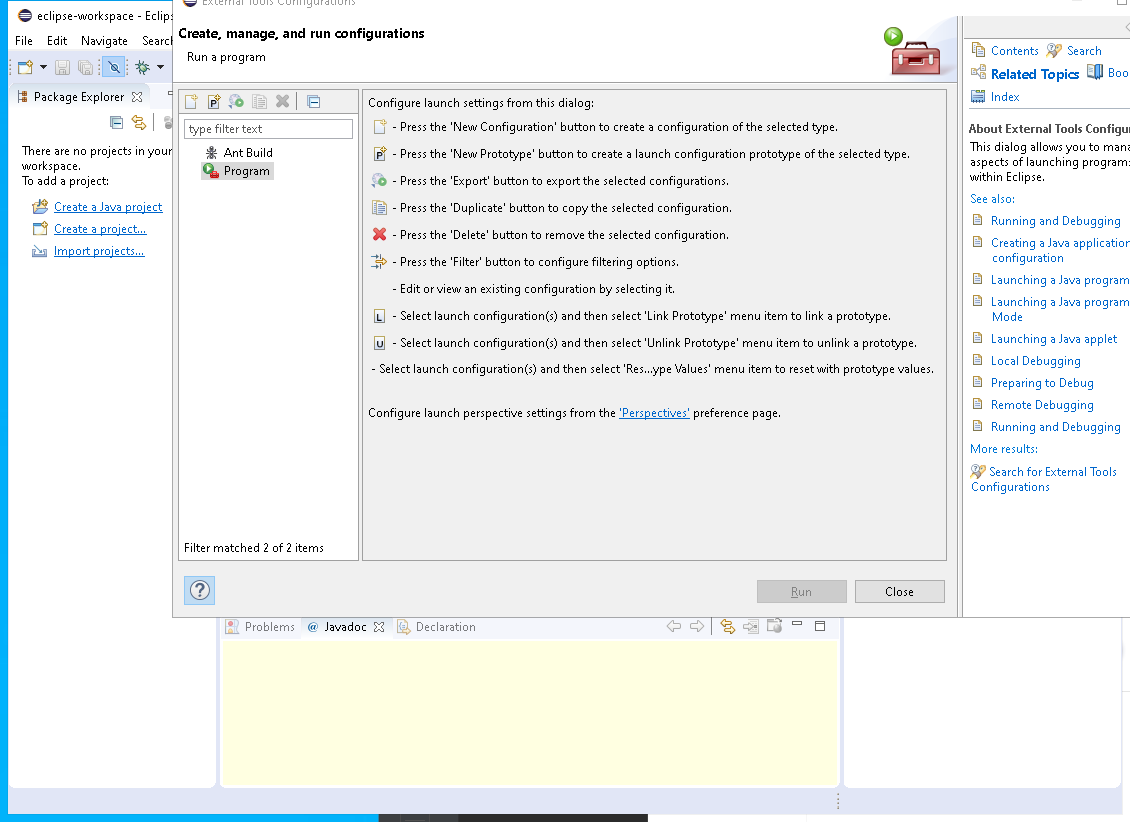 eclipse-workspace - Eclips
External Tools Configurations
File Edit Navigate Search
Create, manage, and run configurations
Run a program
Package Explorer
There are no projects in your
workspace.
To add a project:
Create a Java project
Create a project...
Import projects...
type filter text
Ant Build
Program
Filter matched 2 of 2 items
Configure launch settings from this dialog:
- Press the 'New Configuration' button to create a configuration of the selected type.
- Press the 'New Prototype' button to create a launch configuration prototype of the selected type.
- Press the 'Export' button to export the selected configurations.
- Press the 'Duplicate' button to copy the selected configuration.
- Press the 'Delete' button to remove the selected configuration.
- Press the 'Filter' button to configure filtering options.
- Edit or view an existing configuration by selecting it.
L - Select launch configuration(s) and then select 'Link Prototype' menu item to link a prototype.
U - Select launch configuration(s) and then select 'Unlink Prototype' menu item to unlink a prototype.
- Select launch configuration(s) and then select 'Res...ype Values' menu item to reset with prototype values.
Configure launch perspective settings from the 'Perspectives' preference page.
Run Close
Contents Search
Related Topics Boo
Index
About External Tools Configur
This dialog allows you to mana
aspects of launching program:
within Eclipse.
See also:
Running and Debugging
Creating a Java application
configuration
Launching a Java program
Launching a Java program
Mode
Launching a Java applet
Local Debugging
Preparing to Debug
Remote Debugging
Running and Debugging
More results:
Search for External Tools
Configurations
Problems @ Javadoc Declaration